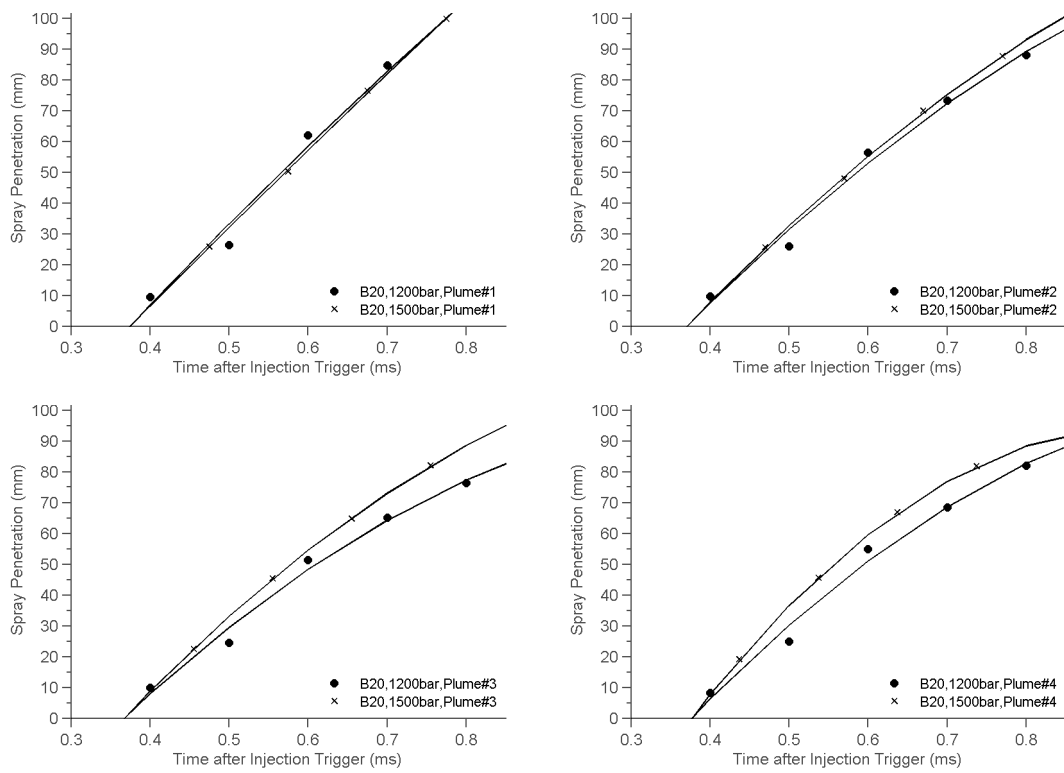 100
90
80
70
60
50
40
30
20
10
0
Spray Penetration (mm)
0.3 0.4 0.5 0.6 0.7 0.8
Time after Injection Trigger (ms)
B20,1200bar,Plume#1
B20,1500bar,Plume#1
100
90
80
70
60
50
40
30
20
10
0
Spray Penetration (mm)
0.3 0.4 0.5 0.6 0.7 0.8
Time after Injection Trigger (ms)
B20,1200bar,Plume#2
B20,1500bar,Plume#2
100
90
80
70
60
50
40
30
20
10
0
Spray Penetration (mm)
0.3 0.4 0.5 0.6 0.7 0.8
Time after Injection Trigger (ms)
B20,1200bar,Plume#3
B20,1500bar,Plume#3
100
90
80
70
60
50
40
30
20
10
0
Spray Penetration (mm)
0.3 0.4 0.5 0.6 0.7 0.8
Time after Injection Trigger (ms)
B20,1200bar,Plume#4
B20,1500bar,Plume#4